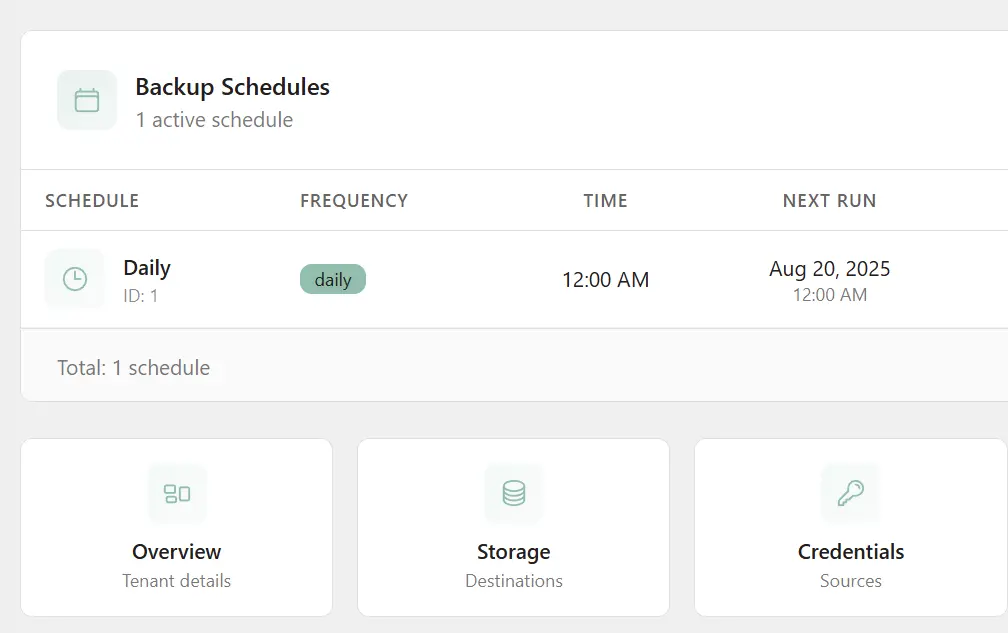 Backup Schedules
1 active schedule
SCHEDULE FREQUENCY TIME NEXT RUN
Daily
ID: 1
daily
12:00 AM
Aug 20, 2025
12:00 AM
Total: 1 schedule
Overview
Tenant details
Storage
Destinations
Credentials
Sources